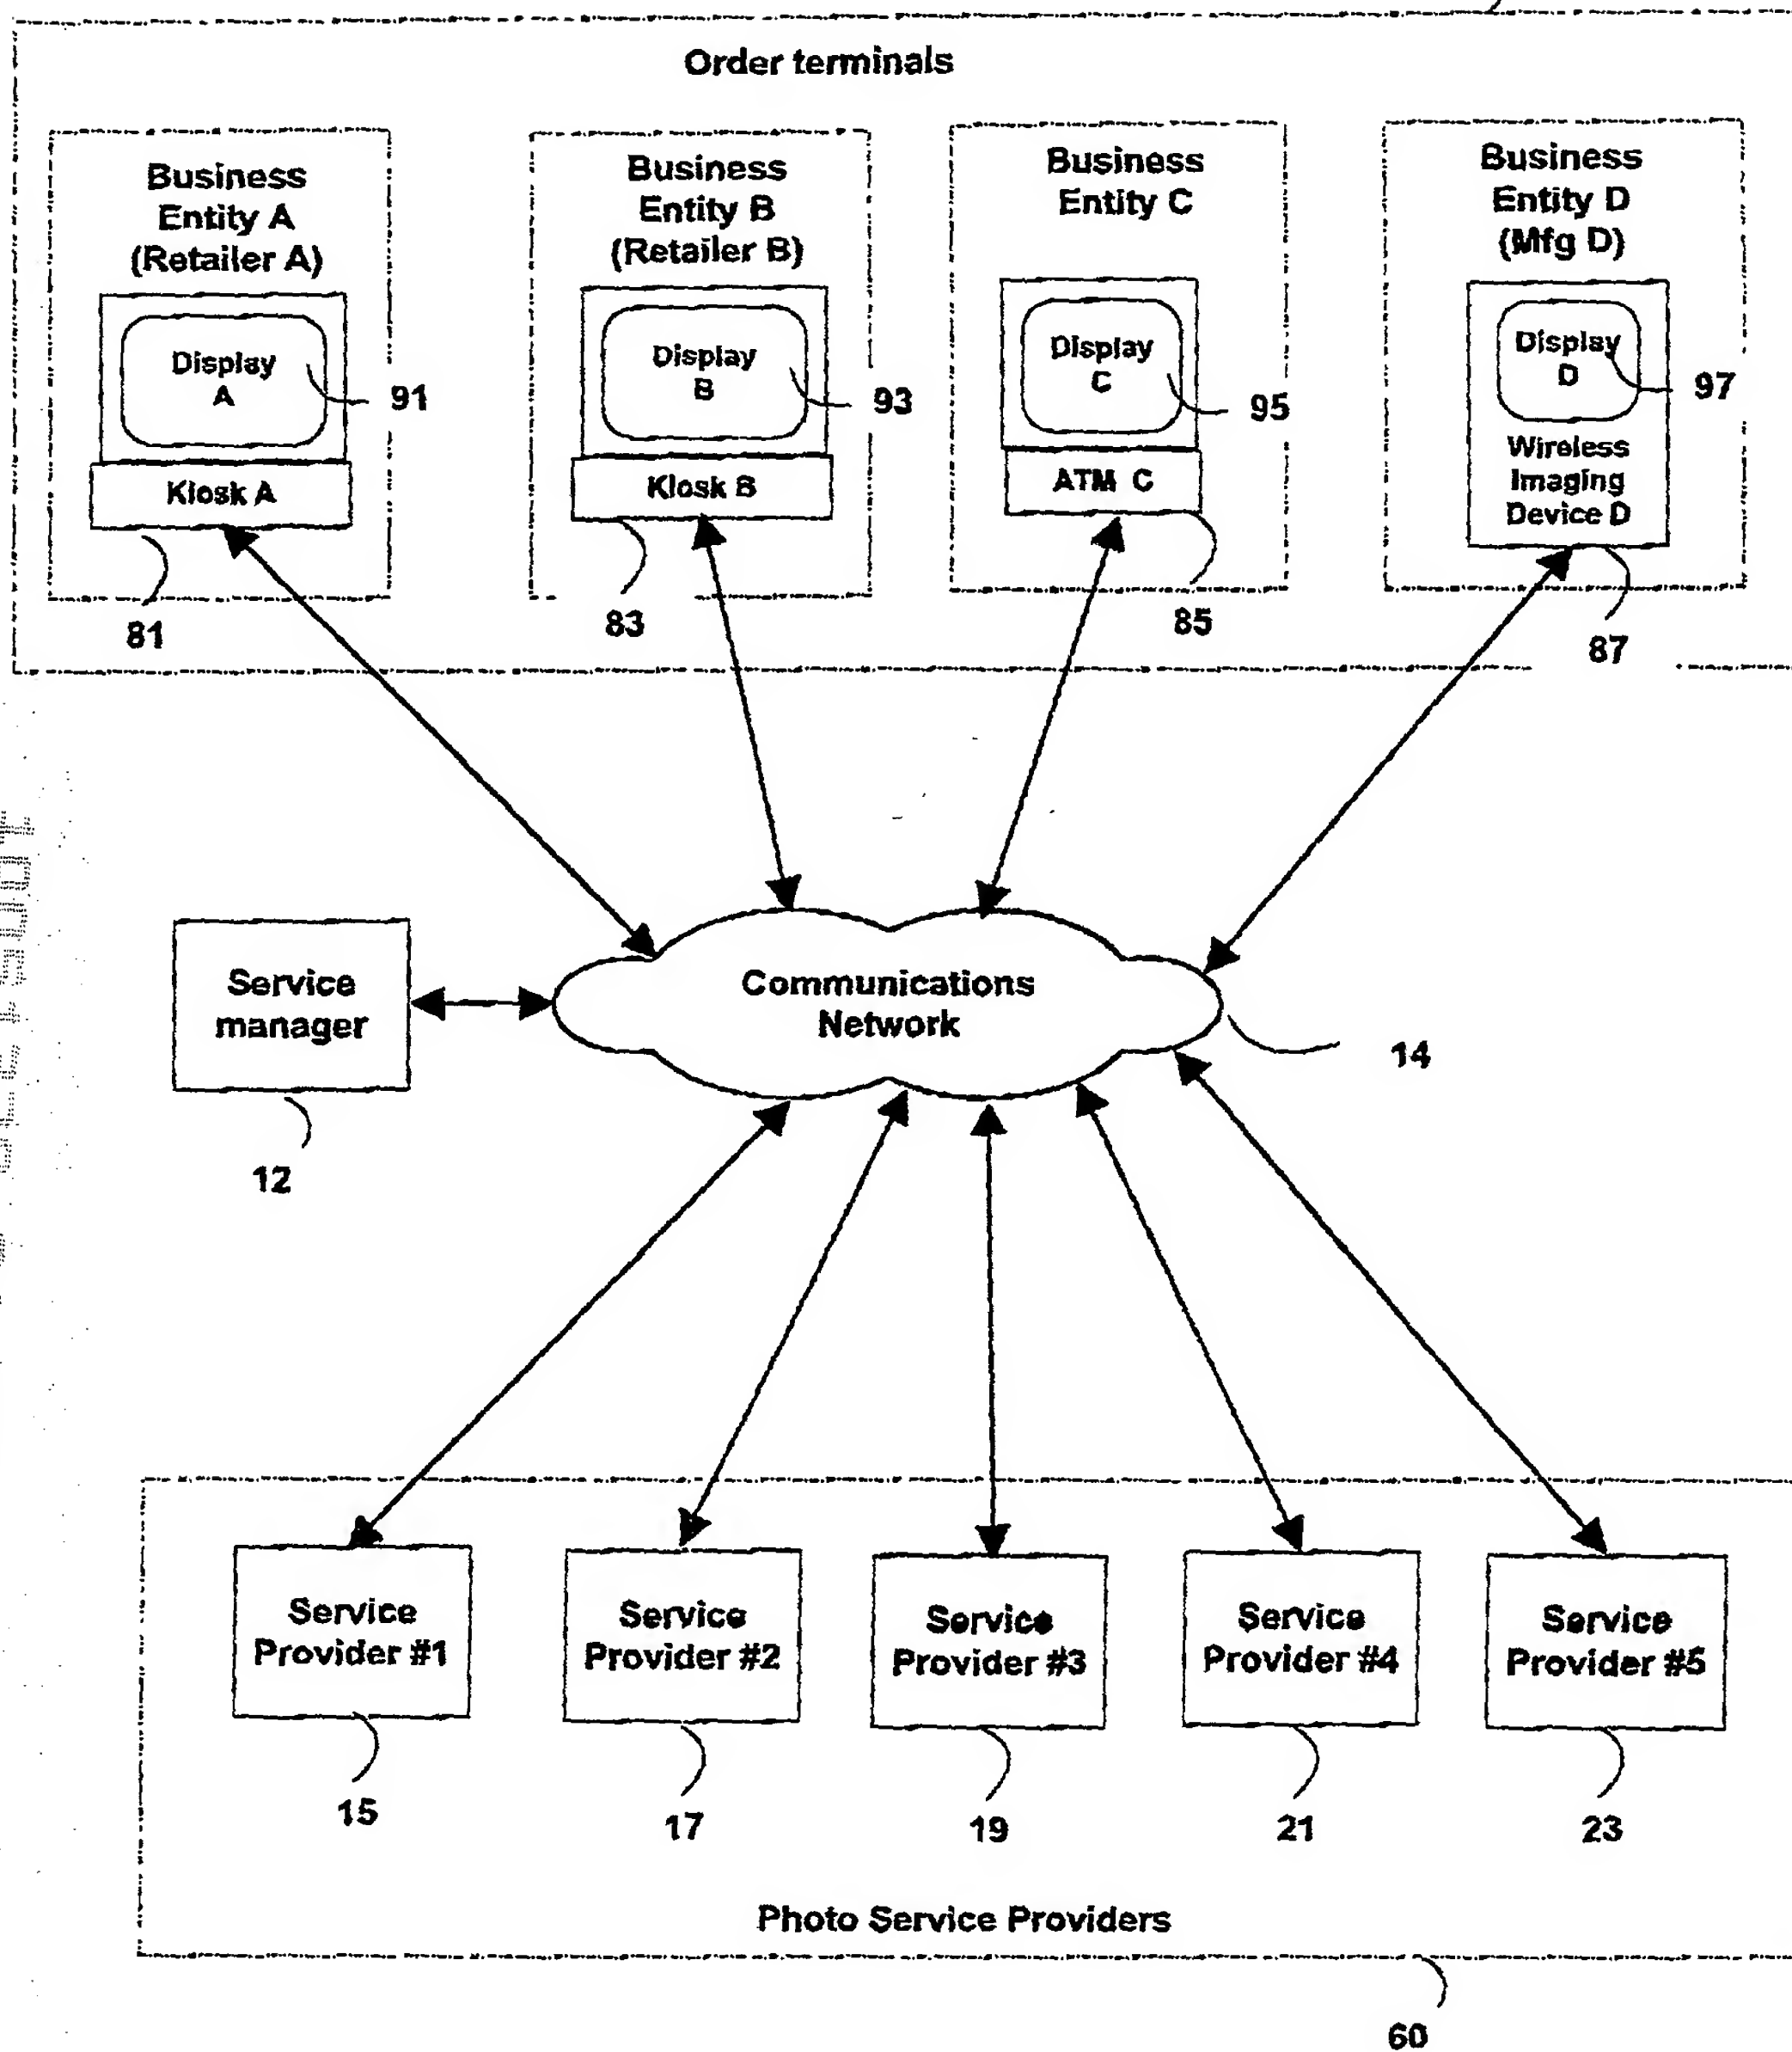 Order terminals
Business
Entity A
(Retailer A)
Display
A
91
Kiosk A
81
Business
Entity B
(Retailer B)
Display
B
93
Kiosk B
83
Business
Entity C
Display
C
95
ATM C
85
Business
Entity D
(Mfg D)
Display
D
97
Wireless
Imaging
Device D
87
Service
manager
12
Communications
Network
14
Service
Provider #1
15
Service
Provider #2
17
Service
Provider #3
19
Service
Provider #4
21
Service
Provider #5
23
Photo Service Providers
60